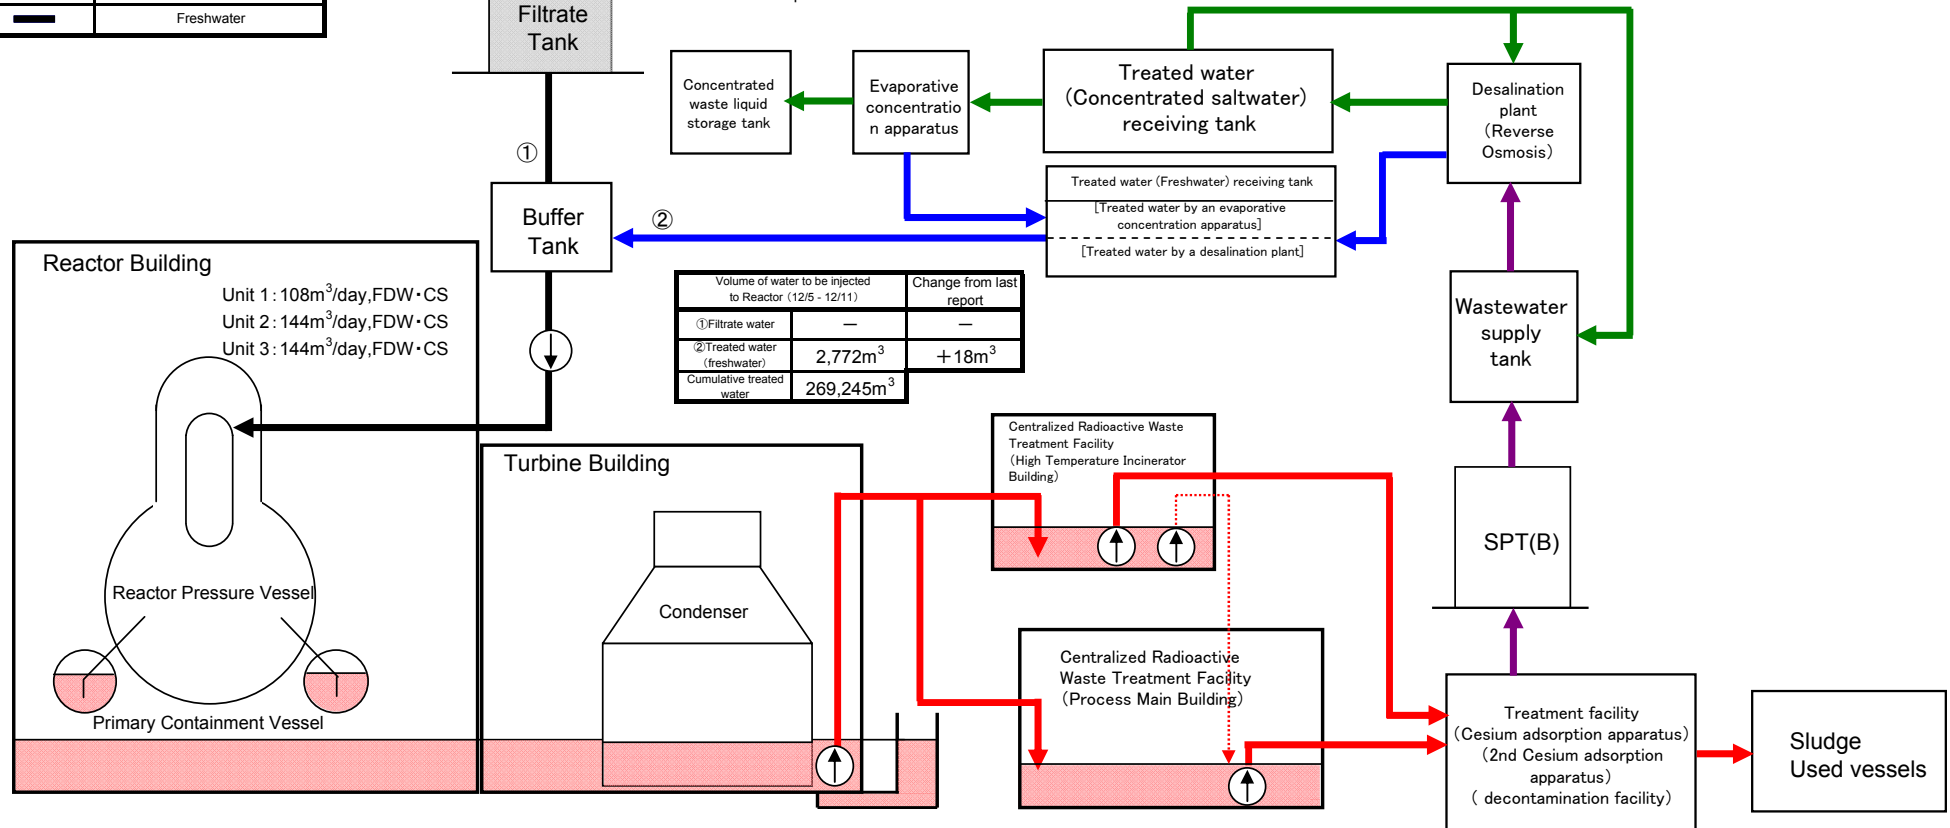 Freshwater
Filtrate
Tank
①
Buffer
Tank
②
Concentrated
waste liquid
storage tank
Evaporative
concentratio
n apparatus
Treated water
(Concentrated saltwater)
receiving tank
Desalination
plant
(Reverse
Osmosis)
Treated water (Freshwater) receiving tank
[Treated water by an evaporative
concentration apparatus]
[Treated water by a desalination plant]
Reactor Building
Unit 1：108m³/day,FDW・CS
Unit 2：144m³/day,FDW・CS
Unit 3：144m³/day,FDW・CS
Volume of water to be injected
to Reactor (12/5 - 12/11)
Change from last
report
①Filtrate water
－
－
②Treated water
(freshwater)
2,772m³
＋18m³
Cumulative treated
water
269,245m³
Wastewater
supply
tank
SPT(B)
Centralized Radioactive Waste
Treatment Facility
(High Temperature Incinerator
Building)
Turbine Building
Condenser
Reactor Pressure Vessel
Primary Containment Vessel
Centralized Radioactive
Waste Treatment Facility
(Process Main Building)
Treatment facility
(Cesium adsorption apparatus)
(2nd Cesium adsorption
apparatus)
( decontamination facility)
Sludge
Used vessels